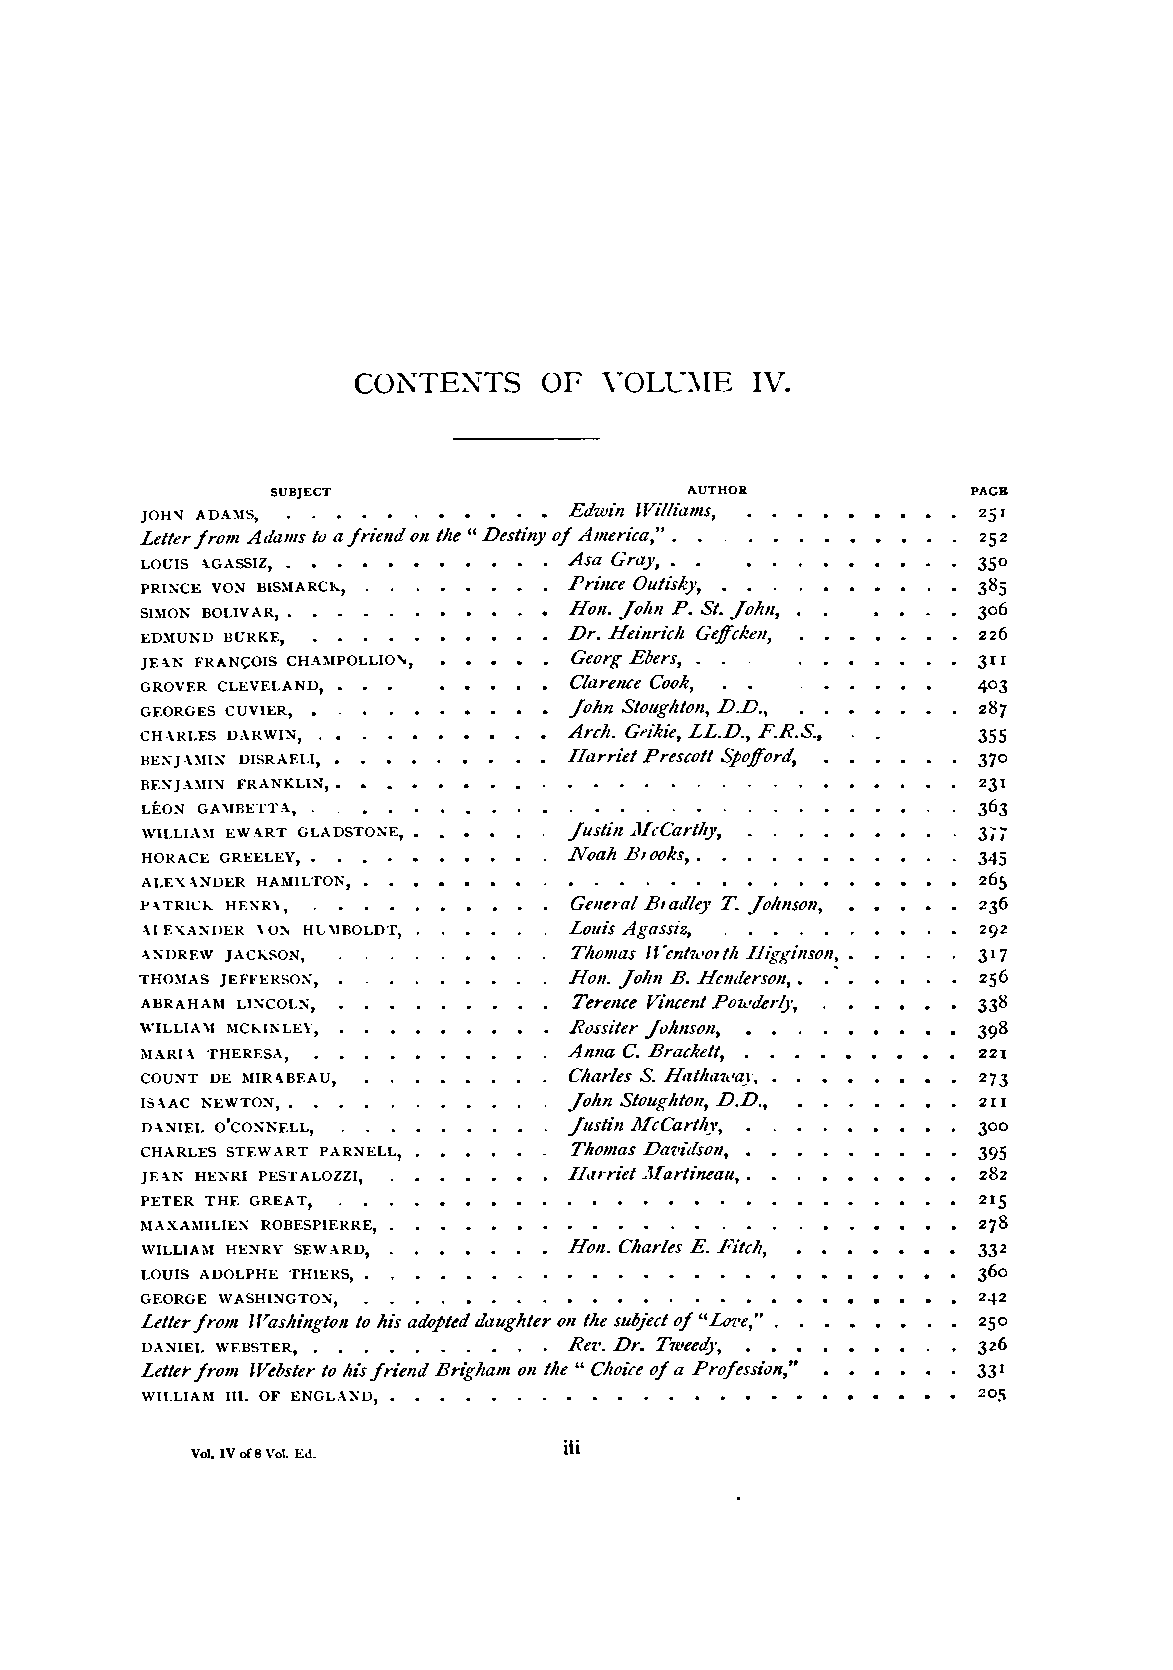 CONTENTS OF VOLUME IV.
SUBJECT AUTHOR PAGE
JOHN ADAMS, . . . . . . . . . . . Edwin Williams, . . . . . . . . . 251
Letter from Adams to a friend on the “ Destiny of America,” . . . . . . . . . . . . 252
LOUIS AGASSIZ, . . . . . . . . . . . Asa Gray, . . . . . . . . . . . 350
PRINCE VON BISMARCK, . . . . . . . . Prince Outisky, . . . . . . . . . . 385
SIMON BOLIVAR, . . . . . . . . . . . Hon. John P. St. John, . . . . . . 306
EDMUND BURKE, . . . . . . . . . . Dr. Heinrich Geffcken, . . . . . . . 226
JEAN FRANÇOIS CHAMPOLLION, . . . . . Georg Ebers, . . . . . . . . . . 311
GROVER CLEVELAND, . . . . . . . . Clarence Cook, . . . . . . . . 403
GEORGES CUVIER, . . . . . . . . . . John Stoughton, D.D., . . . . . . . 287
CHARLES DARWIN, . . . . . . . . . . Arch. Geikie, LL.D., F.R.S., . . 355
BENJAMIN DISRAELI, . . . . . . . . . Harriet Prescott Spofford, . . . . . . 370
BENJAMIN FRANKLIN, . . . . . . . . . . . . . . . . . . . . . . . . . 231
LÉON GAMBETTA, . . . . . . . . . . . . . . . . . . . . . . . . . . 363
WILLIAM EWART GLADSTONE, . . . . . . Justin McCarthy, . . . . . . . . . 377
HORACE GREELEY, . . . . . . . . . . Noah Brooks, . . . . . . . . . . . 345
ALEXANDER HAMILTON, . . . . . . . . . . . . . . . . . . . . . . . . 265
PATRICK HENRY, . . . . . . . . . . General Bradley T. Johnson, . . . . . 236
ALEXANDER VON HUMBOLDT, . . . . . . Louis Agassiz, . . . . . . . . . . 292
ANDREW JACKSON, . . . . . . . . . Thomas Wentworth Higginson, . . . . . 317
THOMAS JEFFERSON, . . . . . . . . . Hon. John B. Henderson, . . . . . . . 256
ABRAHAM LINCOLN, . . . . . . . . . Terence Vincent Powderly, . . . . . . 338
WILLIAM MCKINLEY, . . . . . . . . . Rossiter Johnson, . . . . . . . . . 398
MARIA THERESA, . . . . . . . . . . Anna C. Brackett, . . . . . . . . . 221
COUNT DE MIRABEAU, . . . . . . . . Charles S. Hathaway, . . . . . . . . 273
ISAAC NEWTON, . . . . . . . . . . . John Stoughton, D.D., . . . . . . . 211
DANIEL O'CONNELL, . . . . . . . . . Justin McCarthy, . . . . . . . . . 300
CHARLES STEWART PARNELL, . . . . . . Thomas Davidson, . . . . . . . . . 395
JEAN HENRI PESTALOZZI, . . . . . . . Harriet Martineau, . . . . . . . . . 282
PETER THE GREAT, . . . . . . . . . . . . . . . . . . . . . . . . . 215
MAXAMILIEN ROBESPIERRE, . . . . . . . . . . . . . . . . . . . . . . . 278
WILLIAM HENRY SEWARD, . . . . . . . Hon. Charles E. Fitch, . . . . . . . 332
LOUIS ADOLPHE THIERS, . . . . . . . . . . . . . . . . . . . . . . . . 360
GEORGE WASHINGTON, . . . . . . . . . . . . . . . . . . . . . . . . 242
Letter from Washington to his adopted daughter on the subject of “Love,” . . . . . . . . 250
DANIEL WEBSTER, . . . . . . . . . . Rev. Dr. Tweedy, . . . . . . . . . 326
Letter from Webster to his friend Brigham on the “ Choice of a Profession,” . . . . . . 331
WILLIAM III. OF ENGLAND, . . . . . . . . . . . . . . . . . . . . . . . 205
Vol. IV of 8 Vol. Ed. iii